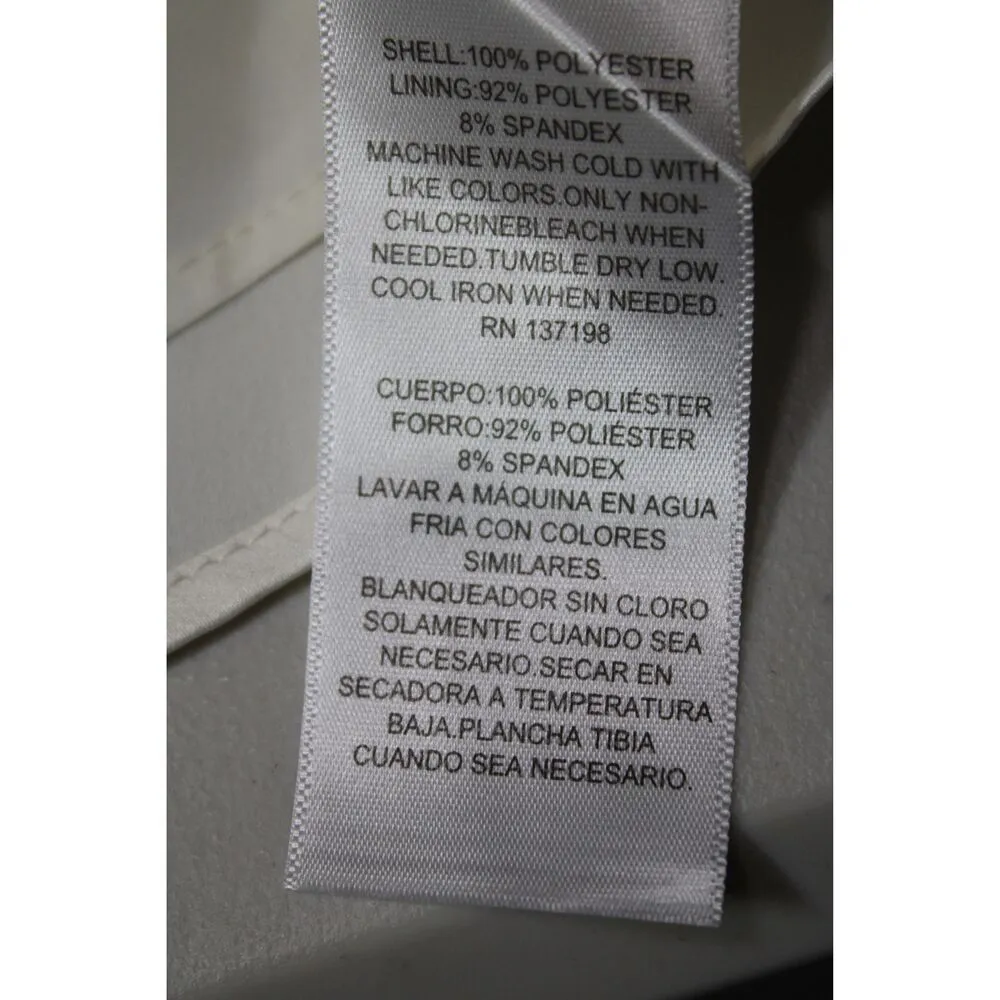 SHELL:100% POLYESTER
LINING:92% POLYESTER
8% SPANDEX
MACHINE WASH COLD WITH
LIKE COLORS.ONLY NON-
CHLORINEBLEACH WHEN
NEEDED.TUMBLE DRY LOW.
COOL IRON WHEN NEEDED.
RN 137198
CUERPO:100% POLIÉSTER
FORRO:92% POLIÉSTER
8% SPANDEX
LAVAR A MÁQUINA EN AGUA
FRIA CON COLORES
SIMILARES.
BLANQUEADOR SIN CLORO
SOLAMENTE CUANDO SEA
NECESARIO.SECAR EN
SECADORA A TEMPERATURA
BAJA.PLANCHA TIBIA
CUANDO SEA NECESARIO.